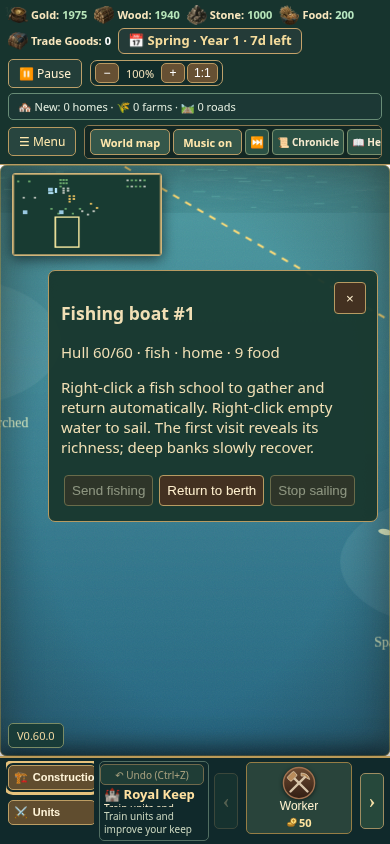 Gold: 1975 Wood: 1940 Stone: 1000 Food: 200
Trade Goods: 0 📅 Spring · Year 1 · 7d left
⏸ Pause − 100% + 1:1
🏘️ New: 0 homes · 🌾 0 farms · 🛤️ 0 roads
☰ Menu World map Music on ⏩ 📜 Chronicle 📖 He
Fishing boat #1
×
Hull 60/60 · fish · home · 9 food
Right-click a fish school to gather and
return automatically. Right-click empty
water to sail. The first visit reveals its
richness; deep banks slowly recover.
Send fishing Return to berth Stop sailing
rched
Spa
V0.60.0
🏗️ Constructio
⚔️ Units
↶ Undo (Ctrl+Z)
🏰 Royal Keep
Train units and
improve your keep
‹
Worker
50
›